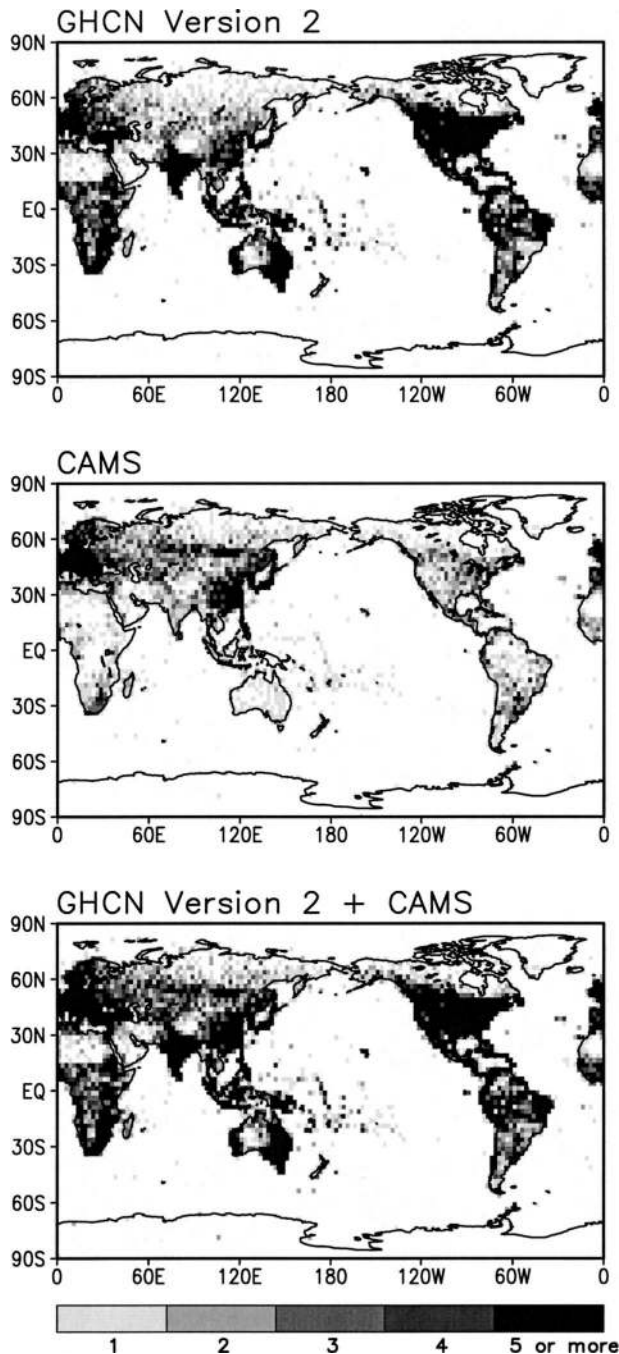 GHCN Version 2
90N
60N
30N
EQ
30S
60S
90S
0 60E 120E 180 120W 60W 0
CAMS
90N
60N
30N
EQ
30S
60S
90S
0 60E 120E 180 120W 60W 0
GHCN Version 2 + CAMS
90N
60N
30N
EQ
30S
60S
90S
0 60E 120E 180 120W 60W 0
1 2 3 4 5 or more